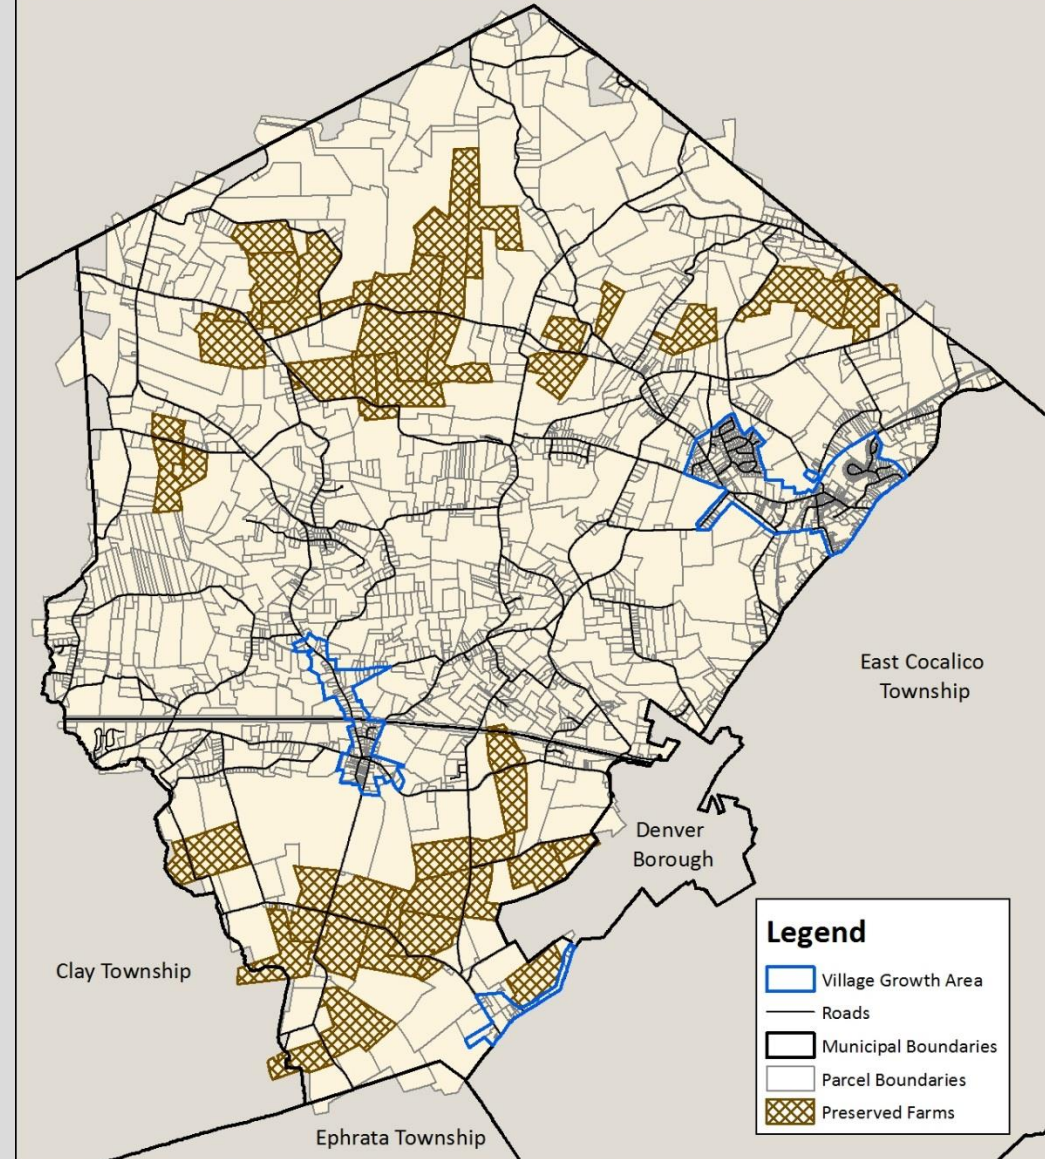 East Cocalico
Township
Denver
Borough
Clay Township
Ephrata Township
Legend
Village Growth Area
Roads
Municipal Boundaries
Parcel Boundaries
Preserved Farms